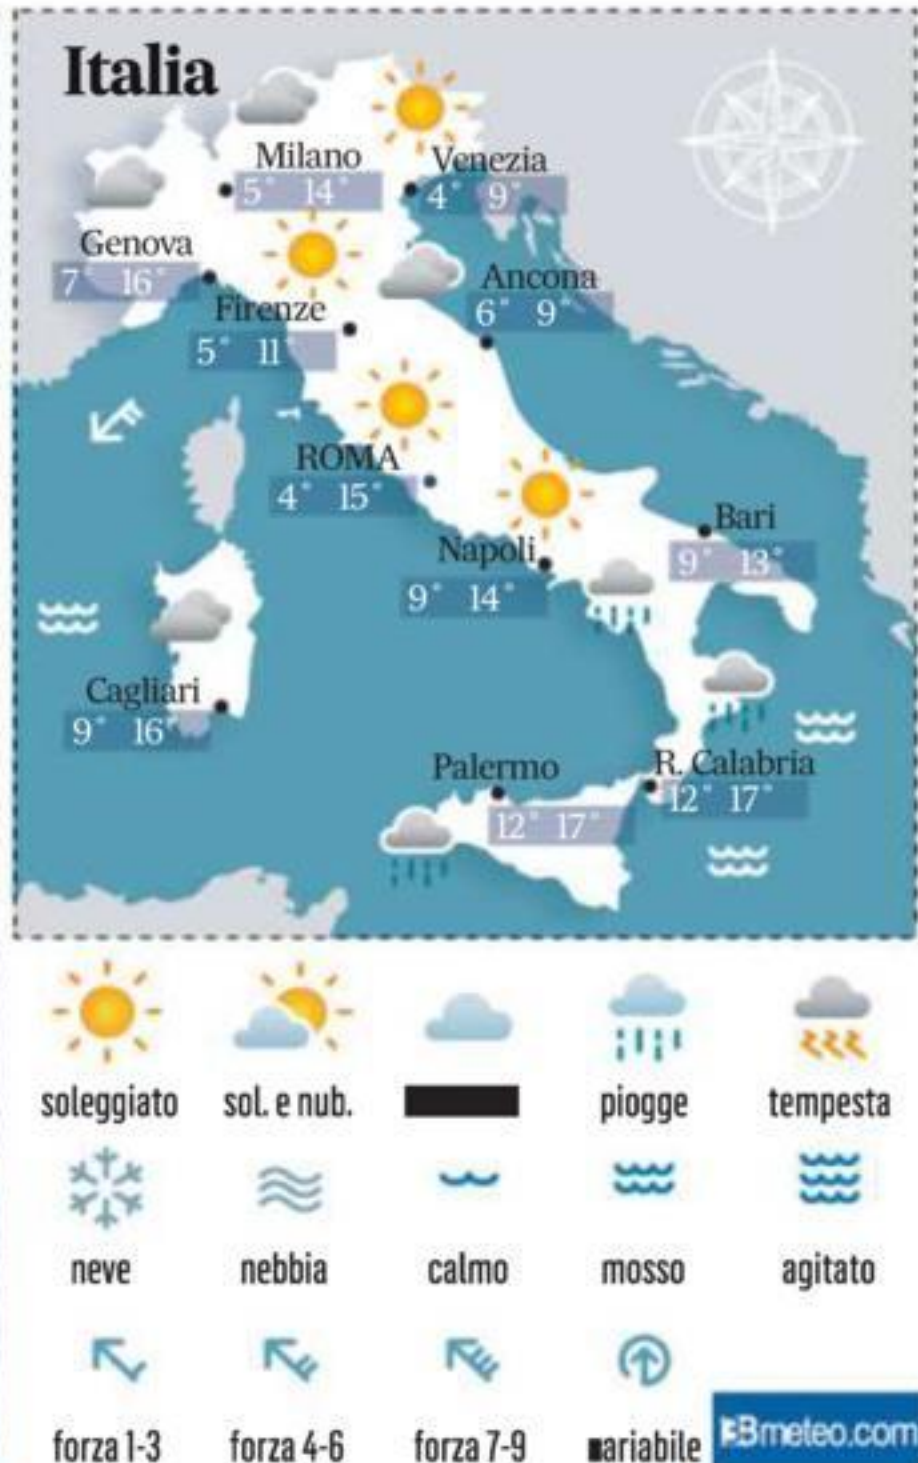 Italia
Milano
5° 14°
Venezia
4° 9°
Genova
7° 16°
Ancona
6° 9°
Firenze
5° 11°
ROMA
4° 15°
Bari
9° 13°
Napoli
9° 14°
Cagliari
9° 16°
Palermo
12° 17°
R. Calabria
12° 17°
soleggiato sol. e nub. piogge tempesta
neve nebbia calmo mosso agitato
forza 1-3 forza 4-6 forza 7-9 ariabile
Bmeteo.com